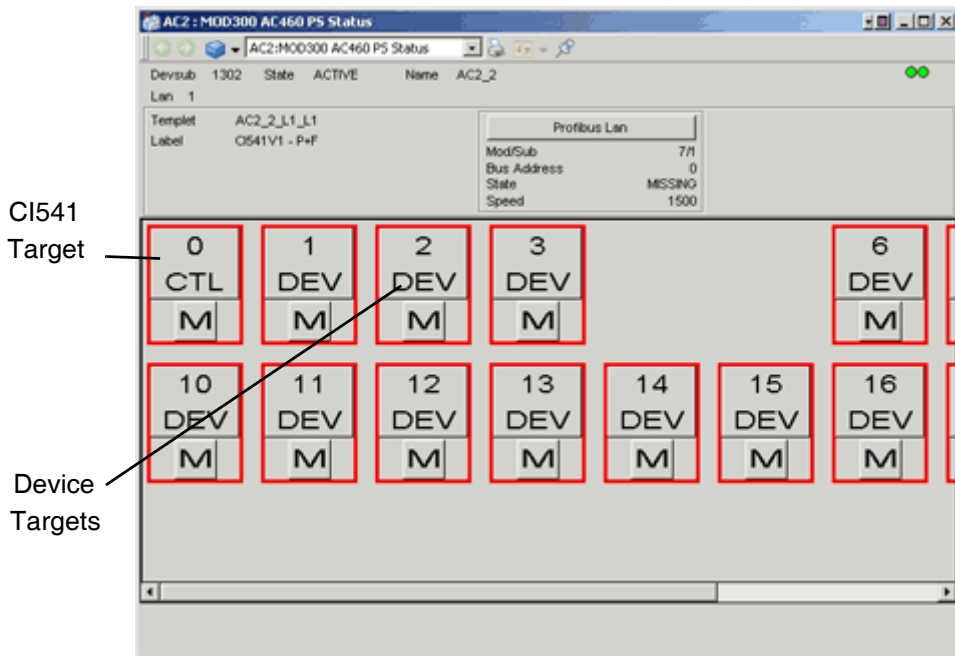 AC2 : MOD300 AC460 PS Status
AC2:MOD300 AC460 PS Status
Devsub 1302 State ACTIVE Name AC2_2
Lan 1
Templet AC2_2_L1_L1
Label CI541V1 - P+F
Profibus Lan
Mod/Sub 7/1
Bus Address 0
State MISSING
Speed 1500
CI541
Target
0 1 2 3 6
CTL DEV DEV DEV DEV
M M M M M
10 11 12 13 14 15 16
DEV DEV DEV DEV DEV DEV DEV
M M M M M M M
Device
Targets